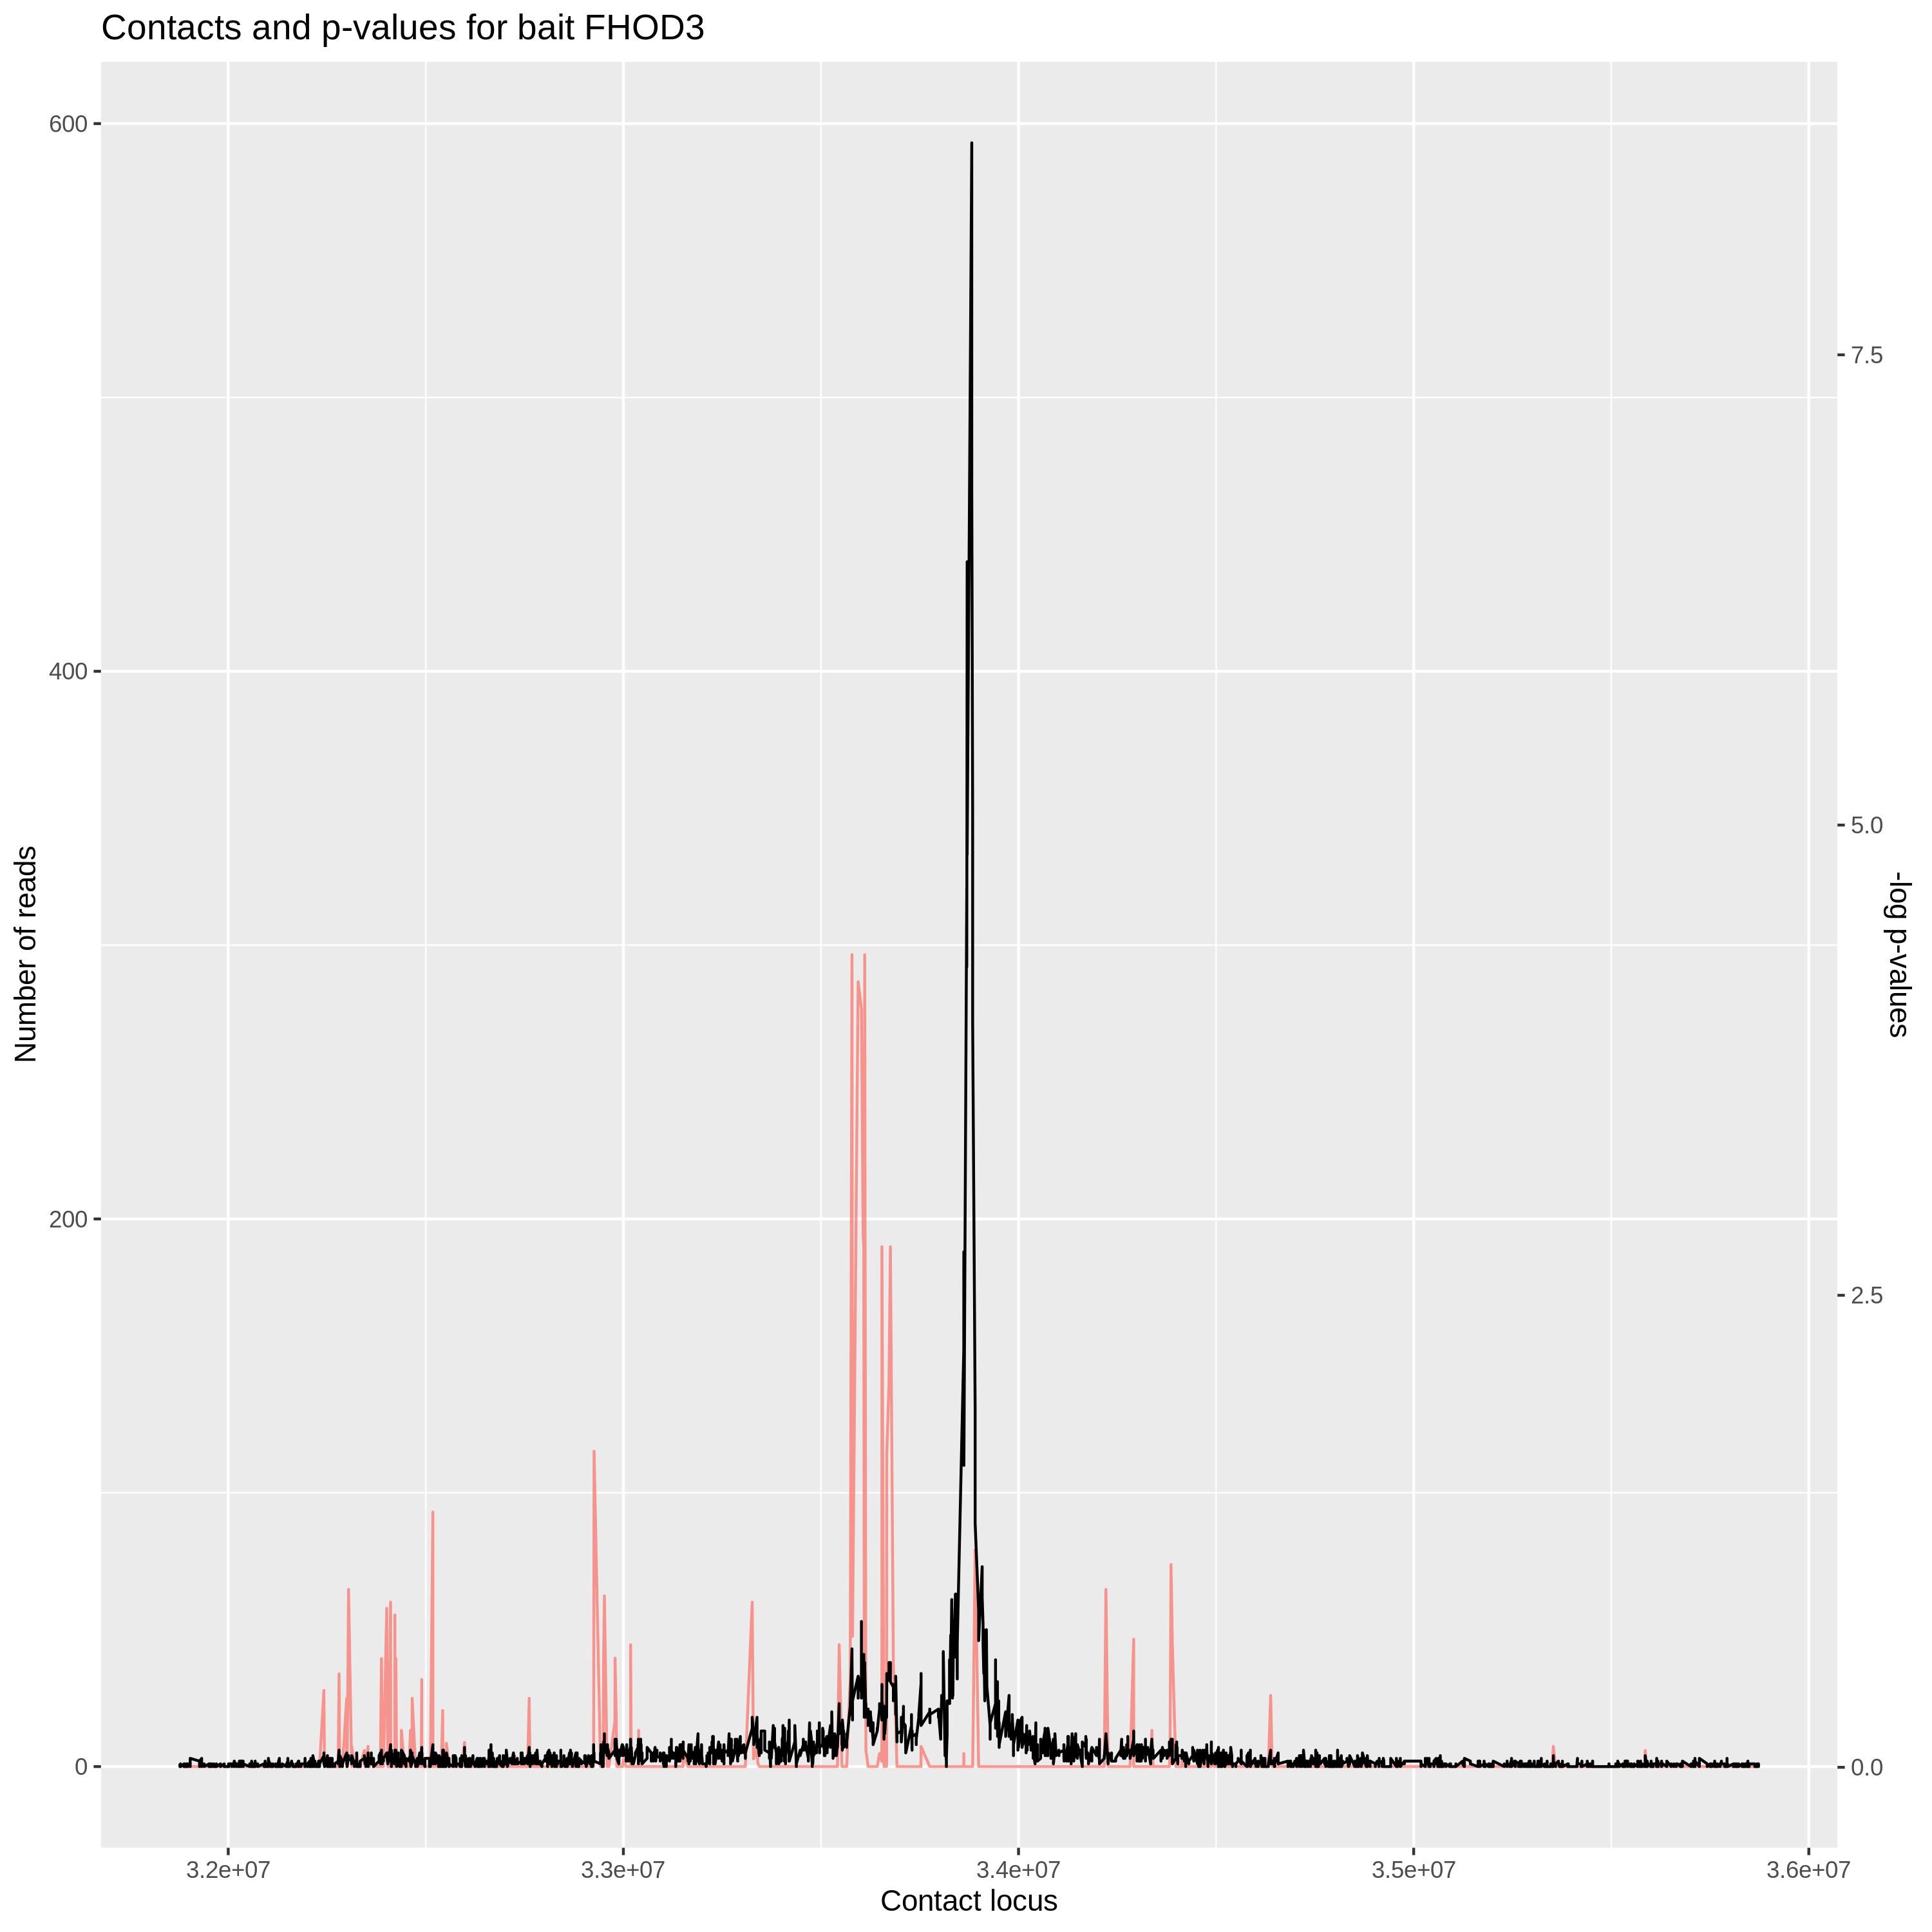 Contacts and p-values for bait FHOD3
600
400
200
0
Number of reads
7.5
5.0
2.5
0.0
-log p-values
3.2e+07 3.3e+07 3.4e+07 3.5e+07 3.6e+07
Contact locus